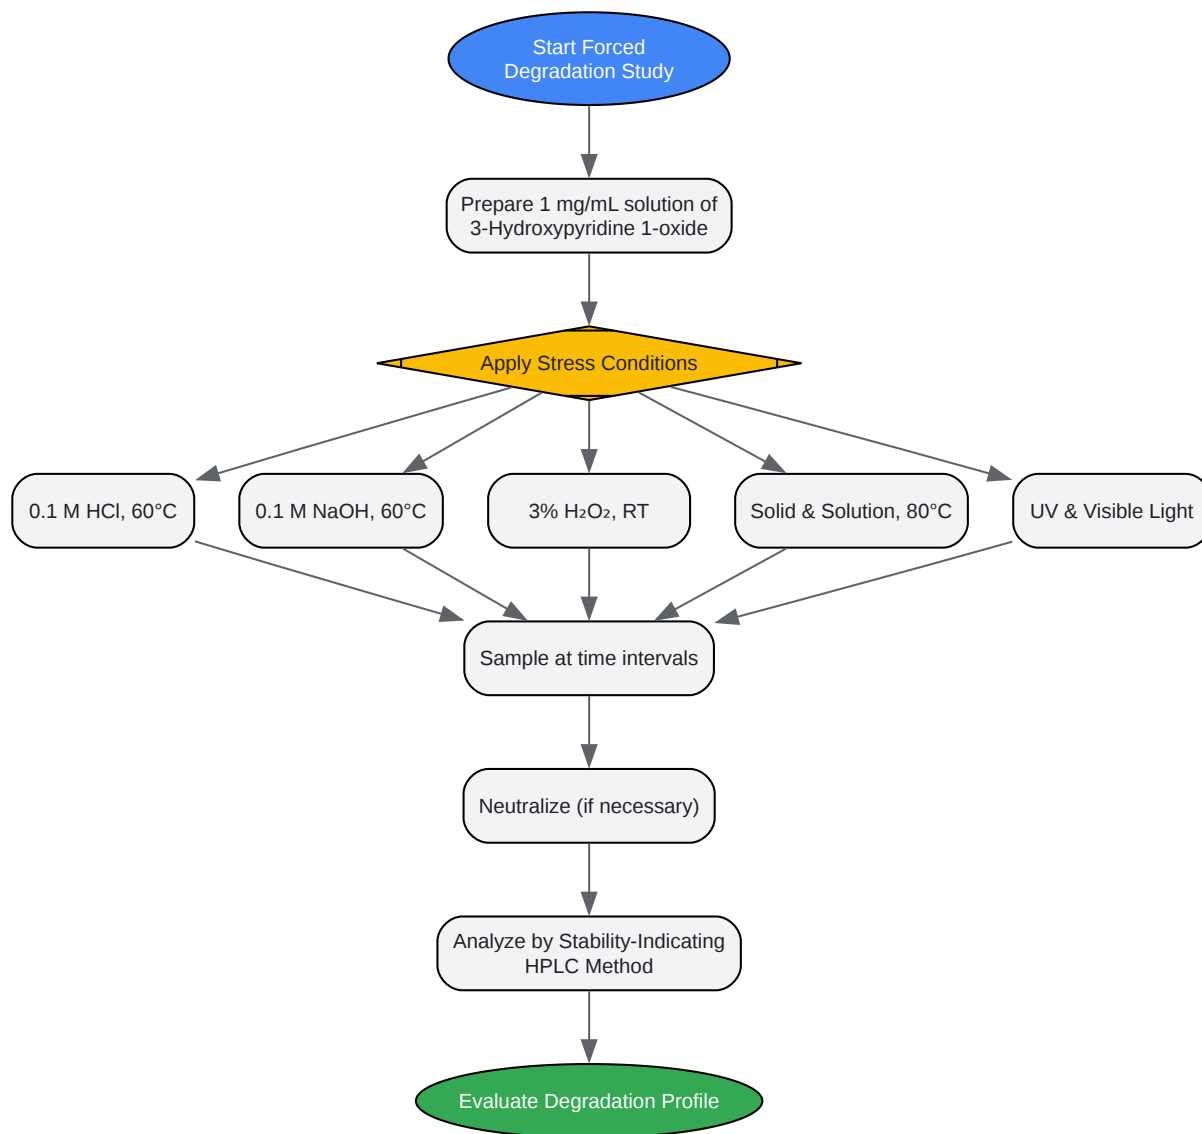 Start Forced
Degradation Study
Prepare 1 mg/mL solution of
3-Hydroxypyridine 1-oxide
Apply Stress Conditions
0.1 M HCl, 60°C
0.1 M NaOH, 60°C
3% H₂O₂, RT
Solid & Solution, 80°C
UV & Visible Light
Sample at time intervals
Neutralize (if necessary)
Analyze by Stability-Indicating
HPLC Method
Evaluate Degradation Profile